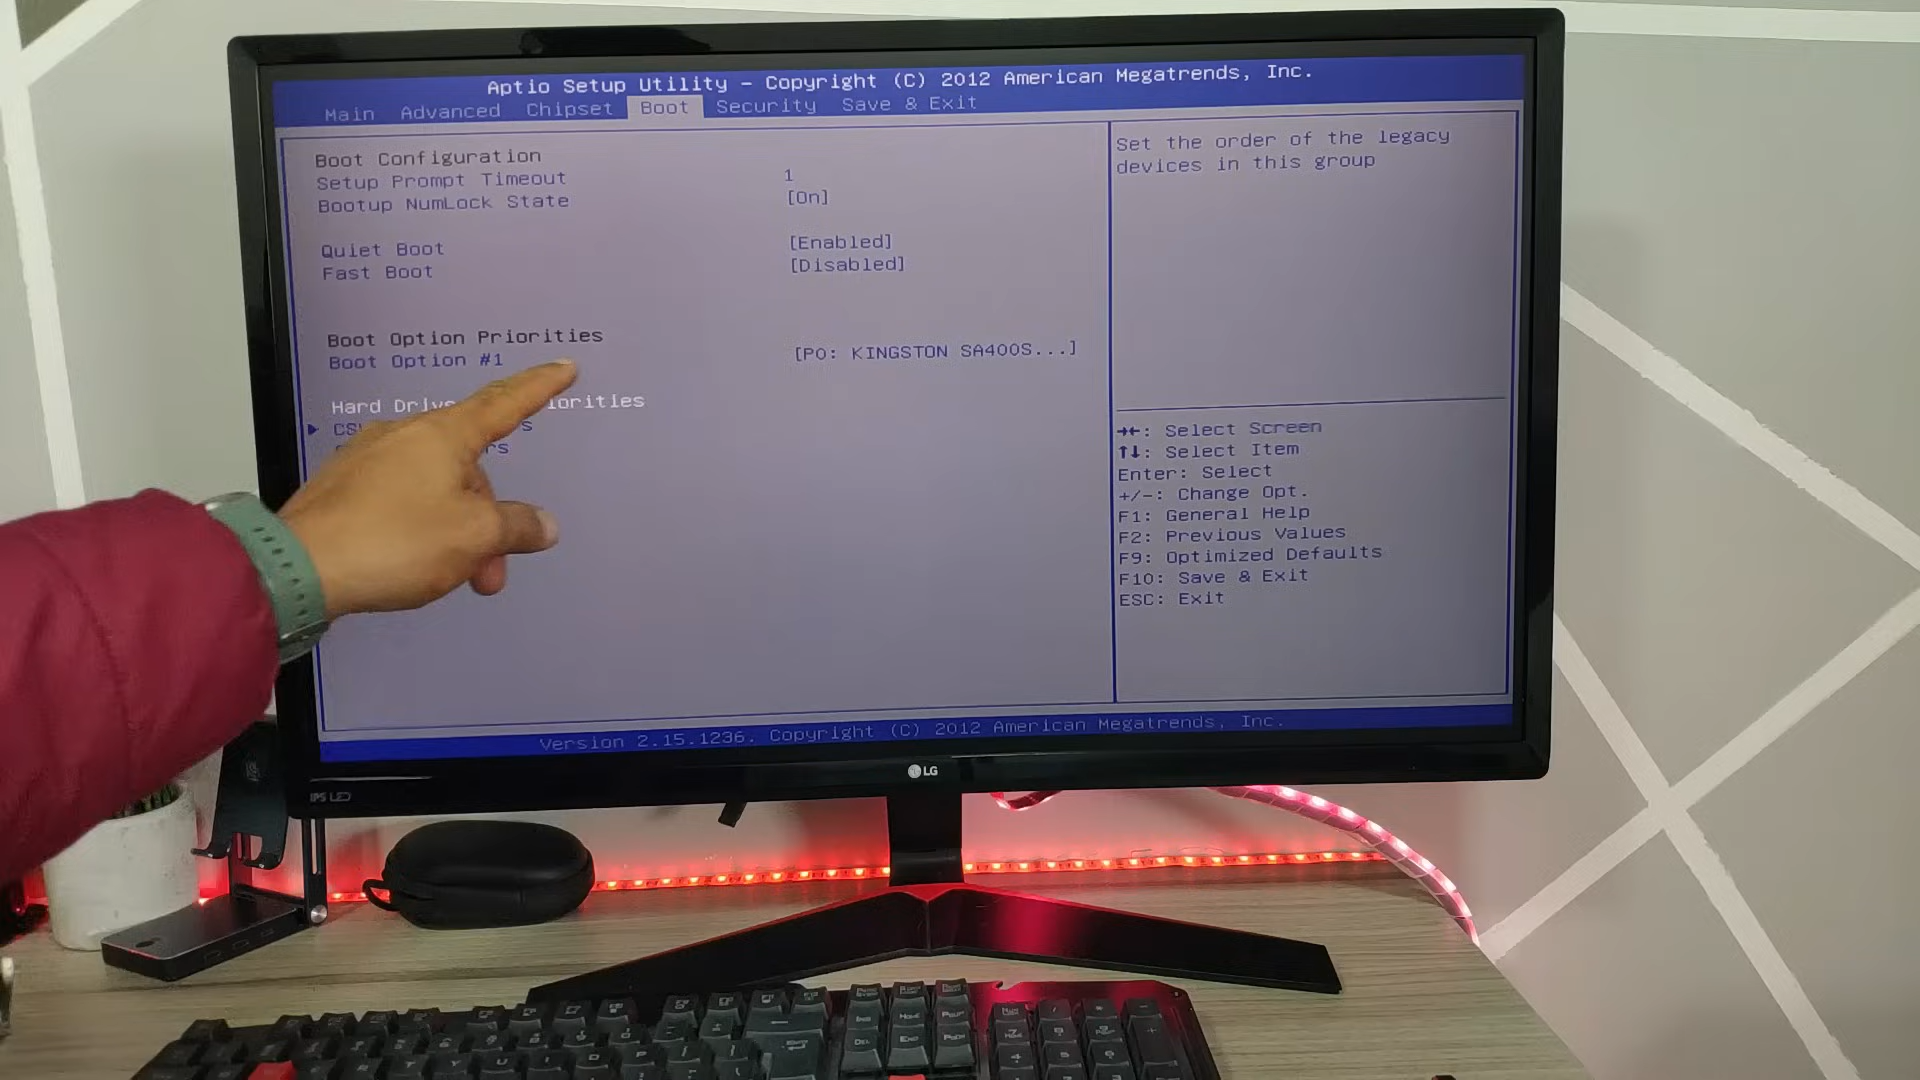 Aptio Setup Utility – Copyright (C) 2012 American Megatrends, Inc.
Main Advanced Chipset Boot Security Save & Exit
Boot Configuration
Setup Prompt Timeout 1
Bootup NumLock State [On]
Quiet Boot [Enabled]
Fast Boot [Disabled]
Boot Option Priorities
Boot Option #1 [P0: KINGSTON SA400S...]
Hard Drive
Set the order of the legacy
devices in this group
→←: Select Screen
↑↓: Select Item
Enter: Select
+/-: Change Opt.
F1: General Help
F2: Previous Values
F9: Optimized Defaults
F10: Save & Exit
ESC: Exit
Version 2.15.1236. Copyright (C) 2012 American Megatrends, Inc.
LG
IPS LED